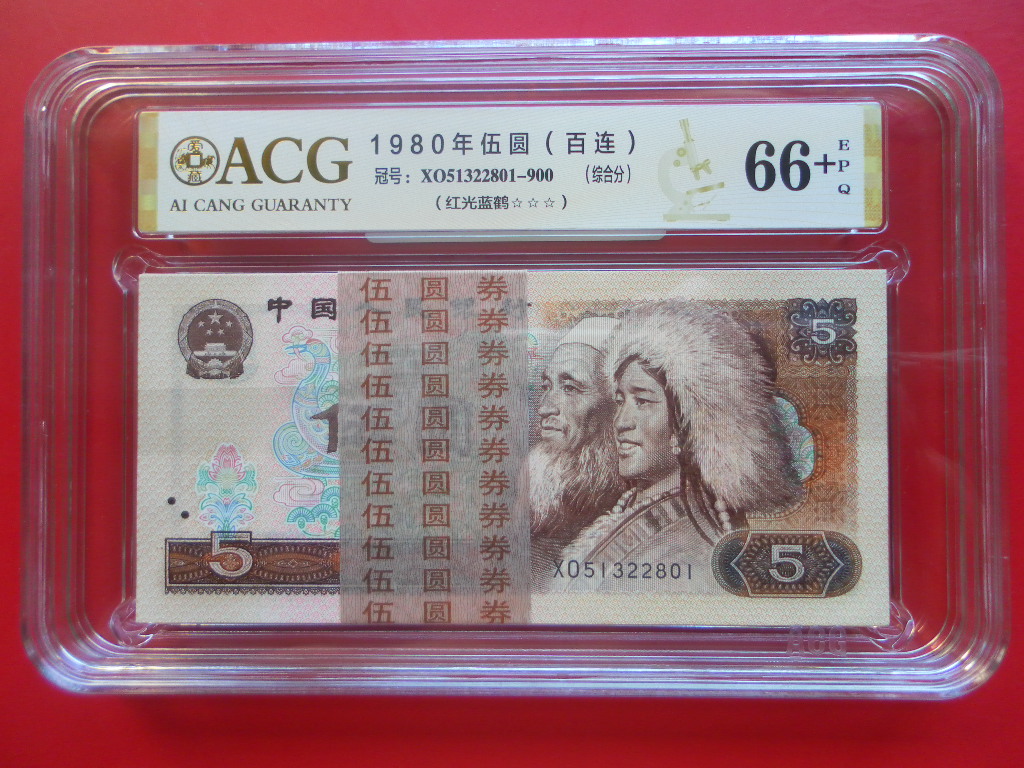 ACG
AI CANG GUARANTY
1980年伍圆（百连）
冠号：XO51322801-900 （综合分）
（红光蓝鹤☆☆☆）
66+
EPQ
中国
5
伍 圆 券
伍 圆 券
伍 圆 券
伍 圆 券
伍 圆 券
伍 圆 券
伍 圆 券
伍 圆 券
伍 圆 券
伍 圆 券
伍 圆 券
5
XO51322801
5
ACG